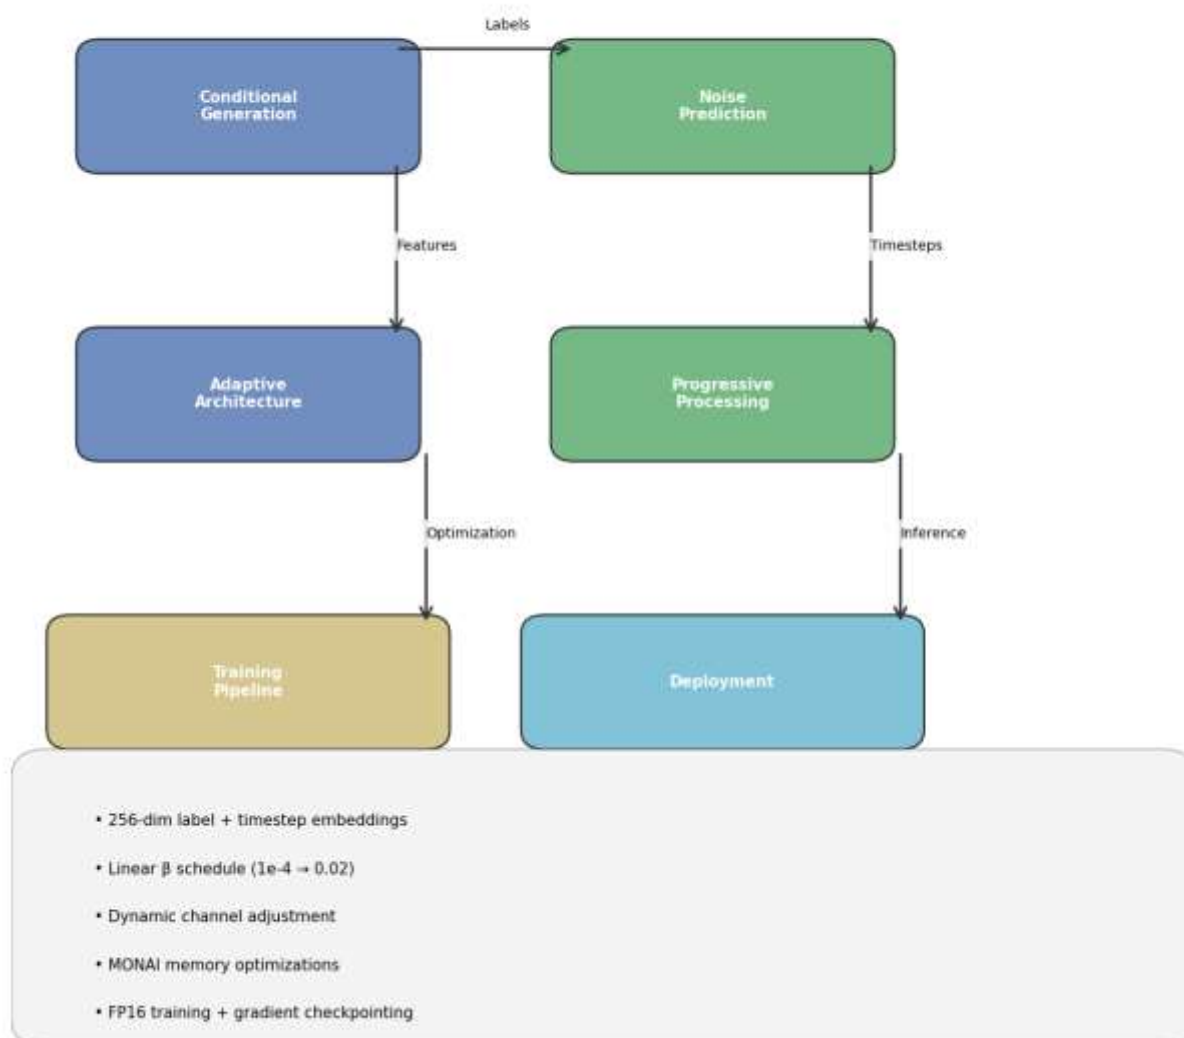 Labels
Conditional
Generation
Noise
Prediction
Features
Timesteps
Adaptive
Architecture
Progressive
Processing
Optimization
Inference
Training
Pipeline
Deployment
• 256-dim label + timestep embeddings
• Linear β schedule (1e-4 → 0.02)
• Dynamic channel adjustment
• MONAI memory optimizations
• FP16 training + gradient checkpointing